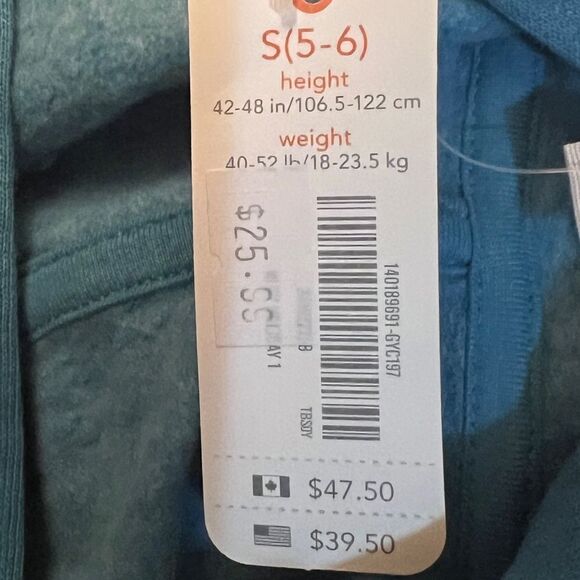 S(5-6)
height
42-48 in/106.5-122 cm
weight
40-52 lb/18-23.5 kg
$25.99
140189691-GYC197
TBSDY
$47.50
$39.50